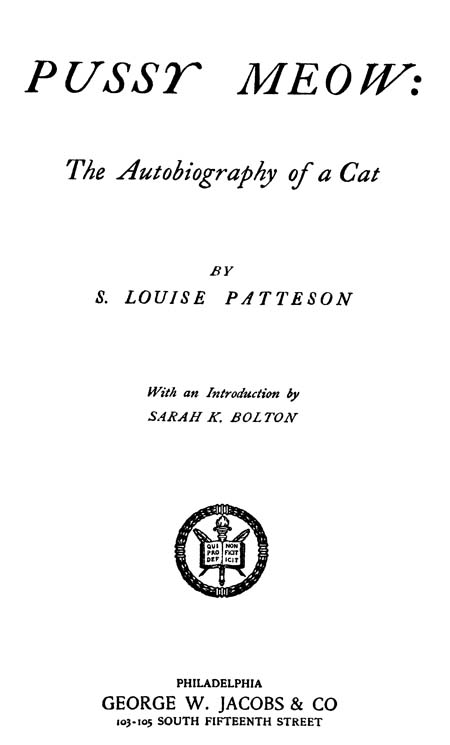 PUSSY MEOW:
The Autobiography of a Cat
BY
S. LOUISE PATTESON
With an Introduction by
SARAH K. BOLTON
QUI NON
PRO FICIT
DEF ICIT
PHILADELPHIA
GEORGE W. JACOBS & CO
103-105 SOUTH FIFTEENTH STREET